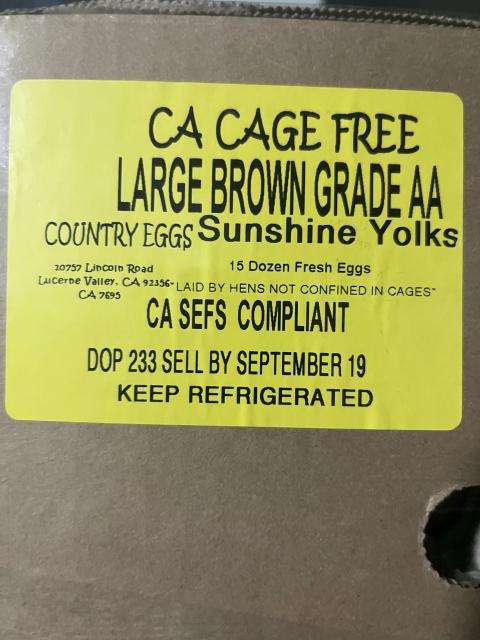 CA CAGE FREE
LARGE BROWN GRADE AA
COUNTRY EGGS Sunshine Yolks
10757 Lincoln Road
Lucerne Valley, CA 92356
CA 7695
15 Dozen Fresh Eggs
"LAID BY HENS NOT CONFINED IN CAGES"
CA SEFS COMPLIANT
DOP 233 SELL BY SEPTEMBER 19
KEEP REFRIGERATED